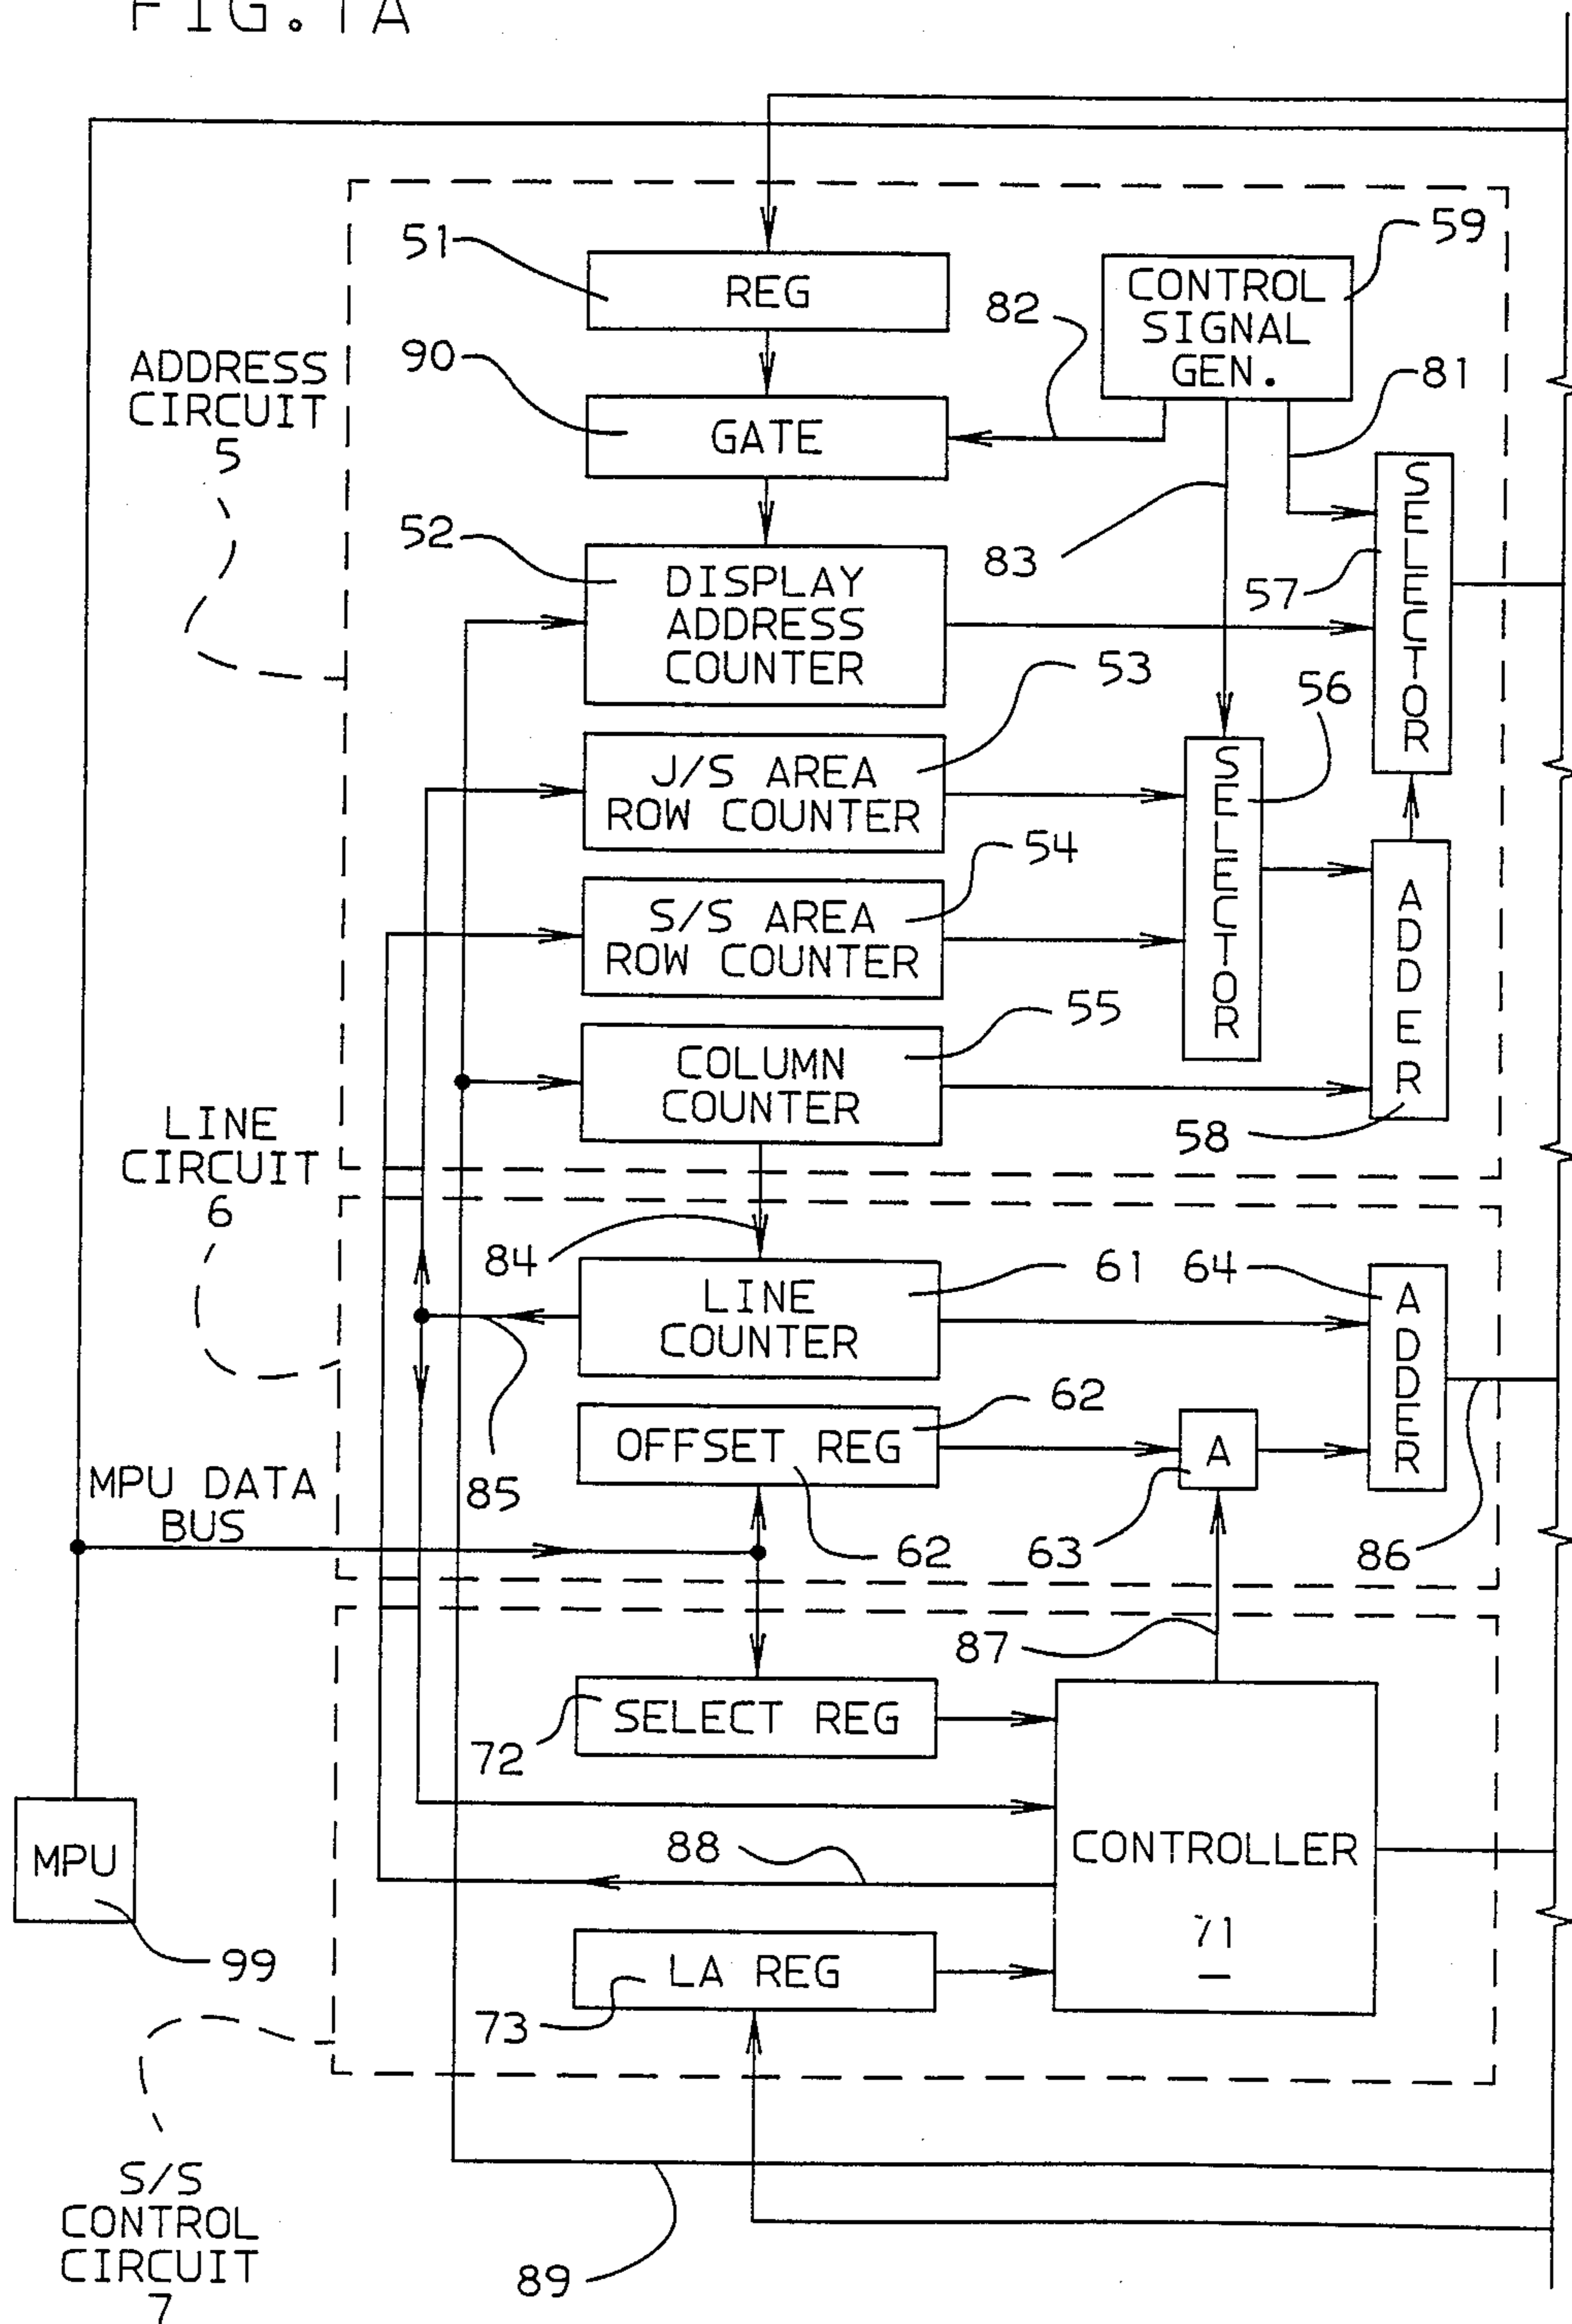 FIG. 1A
51
REG
CONTROL
SIGNAL
GEN.
59
82
90
GATE
81
ADDRESS
CIRCUIT
5
52
DISPLAY
ADDRESS
COUNTER
83
57
SELECTOR
53
J/S AREA
ROW COUNTER
56
SELECTOR
54
S/S AREA
ROW COUNTER
ADDER
55
COLUMN
COUNTER
58
LINE
CIRCUIT
6
84
LINE
COUNTER
61
64
ADDER
85
OFFSET REG
62
A
MPU DATA
BUS
62
63
86
87
SELECT REG
72
MPU
88
CONTROLLER
71
99
LA REG
73
S/S
CONTROL
CIRCUIT
7
89